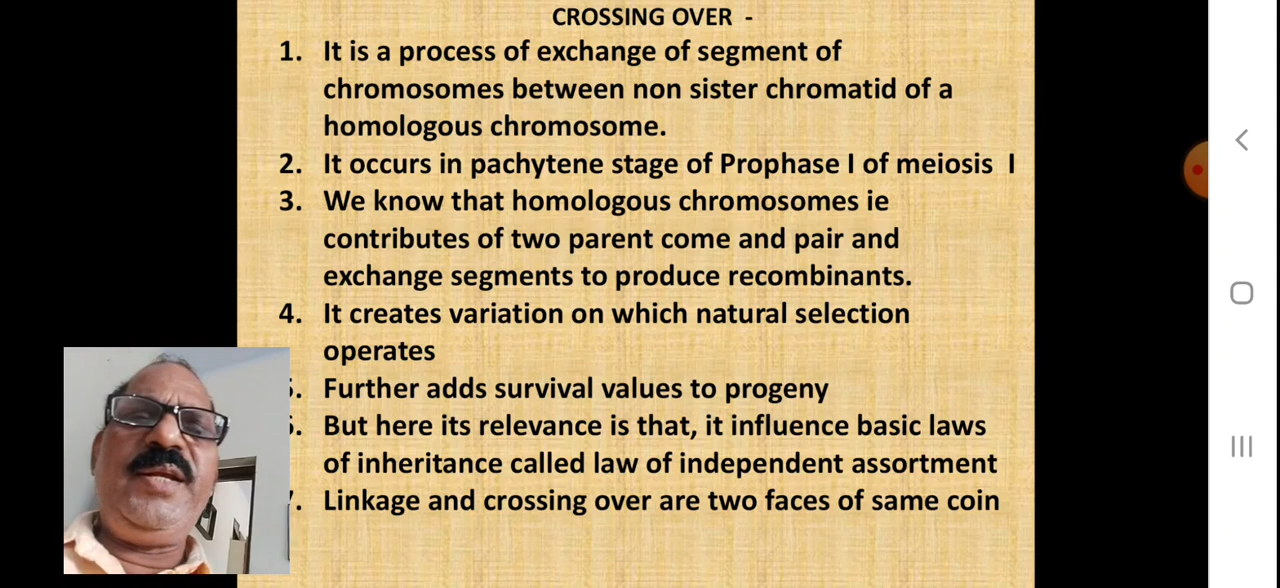 CROSSING OVER -
1. It is a process of exchange of segment of
chromosomes between non sister chromatid of a
homologous chromosome.
2. It occurs in pachytene stage of Prophase I of meiosis I
3. We know that homologous chromosomes ie
contributes of two parent come and pair and
exchange segments to produce recombinants.
4. It creates variation on which natural selection
operates
. Further adds survival values to progeny
. But here its relevance is that, it influence basic laws
of inheritance called law of independent assortment
. Linkage and crossing over are two faces of same coin